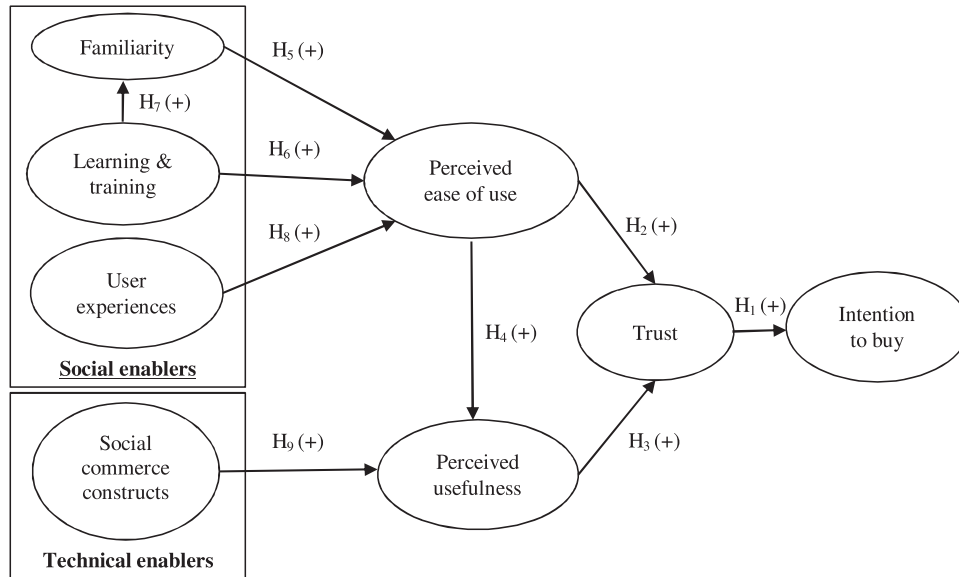 Familiarity
H₅ (+)
H₇ (+)
Learning &
training
H₆ (+)
Perceived
ease of use
H₈ (+)
H₂ (+)
User
experiences
Social enablers
H₄ (+)
Trust
H₁ (+)
Intention
to buy
Social
commerce
constructs
H₉ (+)
Perceived
usefulness
H₃ (+)
Technical enablers